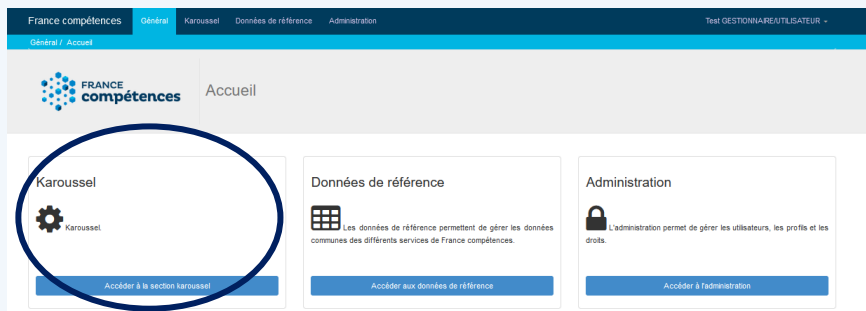 France compétences Général Karoussel Données de référence Administration Test GESTIONNAIRE/UTILISATEUR
Général / Accueil
FRANCE
compétences
Accueil
Karoussel
Karoussel.
Accéder à la section karoussel
Données de référence
Les données de référence permettent de gérer les données
communes des différents services de France compétences.
Accéder aux données de référence
Administration
L'administration permet de gérer les utilisateurs, les profils et les
droits.
Accéder à l'administration